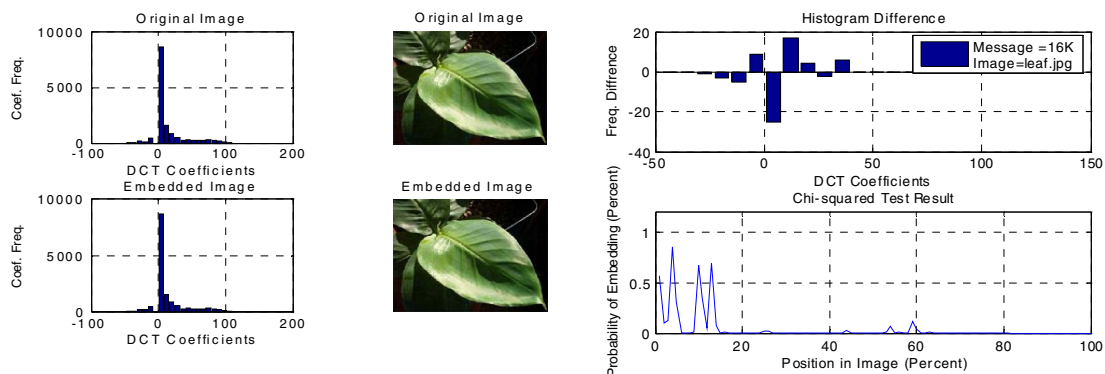 Original Image
10000
5000
0
Coef. Freq.
-100 0 100 200
DCT Coefficients
Original Image
Histogram Difference
20
0
-20
-40
Freq. Diffrence
Message =16K
Image=leaf.jpg
-50 0 50 100 150
DCT Coefficients
Embedded Image
10000
5000
0
Coef. Freq.
-100 0 100 200
DCT Coefficients
Embedded Image
Chi-squared Test Result
1
0.5
0
Probability of Embedding (Percent)
0 20 40 60 80 100
Position in Image (Percent)